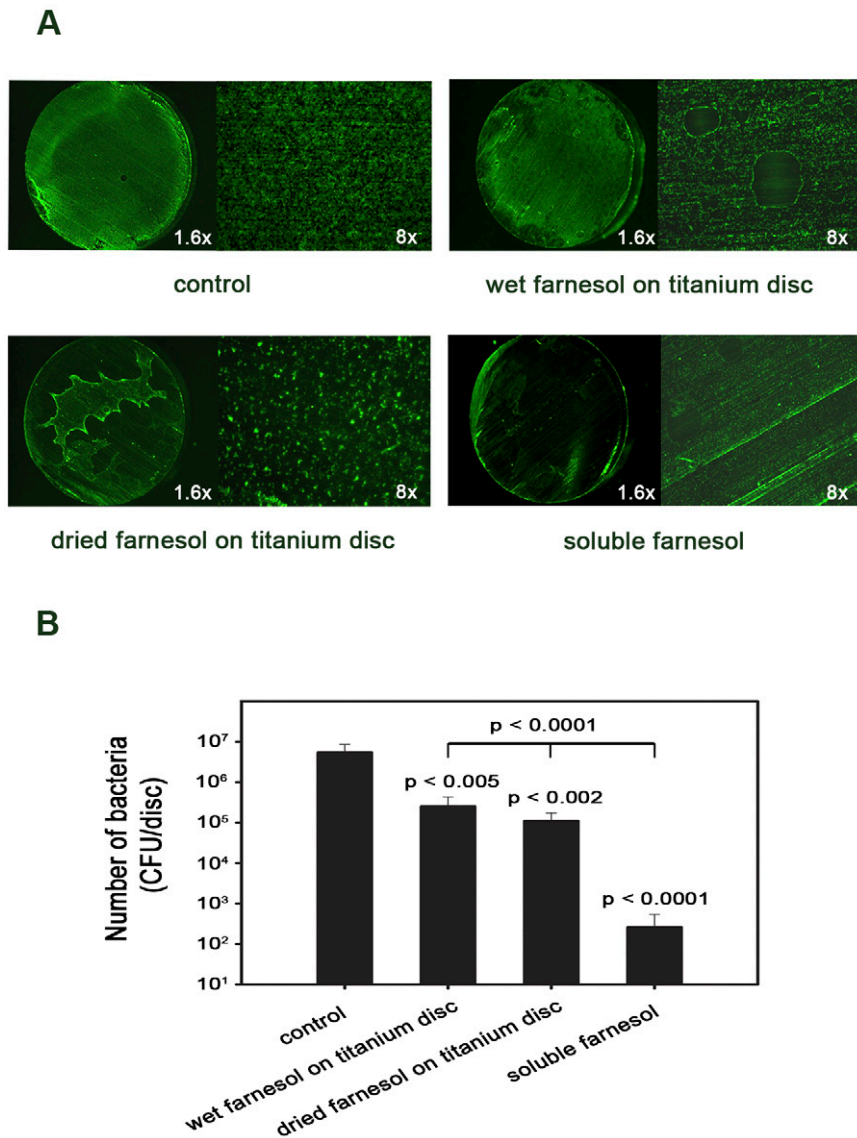 A
1.6x
8x
1.6x
8x
control
wet farnesol on titanium disc
1.6x
8x
1.6x
8x
dried farnesol on titanium disc
soluble farnesol
B
Number of bacteria
(CFU/disc)
10⁷
10⁶
10⁵
10⁴
10³
10²
10¹
p < 0.0001
p < 0.005
p < 0.002
p < 0.0001
control
wet farnesol on titanium disc
dried farnesol on titanium disc
soluble farnesol